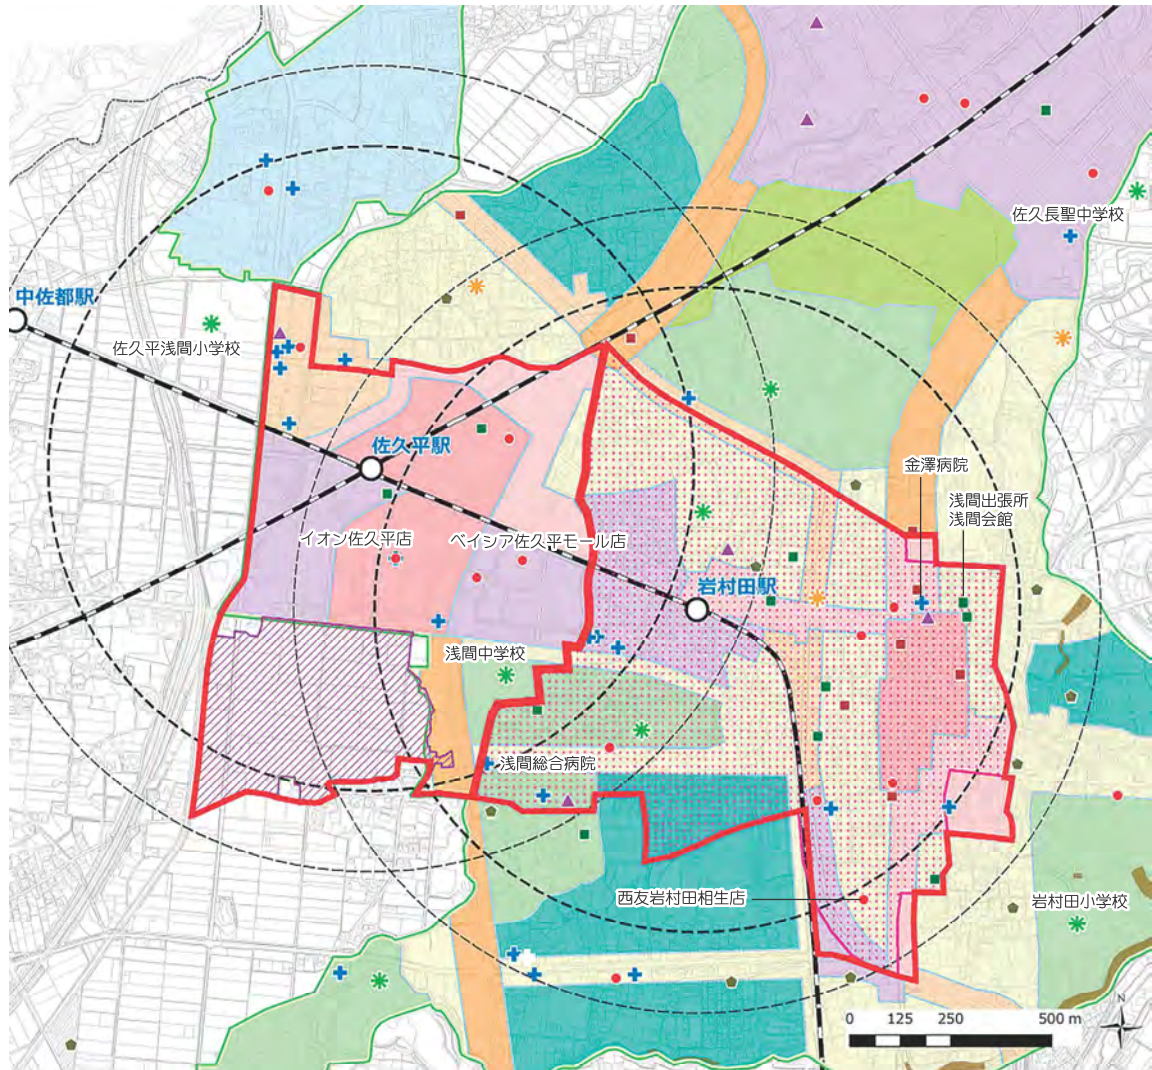 佐久長聖中学校
中佐都駅
佐久平浅間小学校
佐久平駅
金澤病院
浅間出張所
浅間会館
イオン佐久平店
ベイシア佐久平モール店
岩村田駅
浅間中学校
浅間総合病院
西友岩村田相生店
岩村田小学校
N
0 125 250 500 m